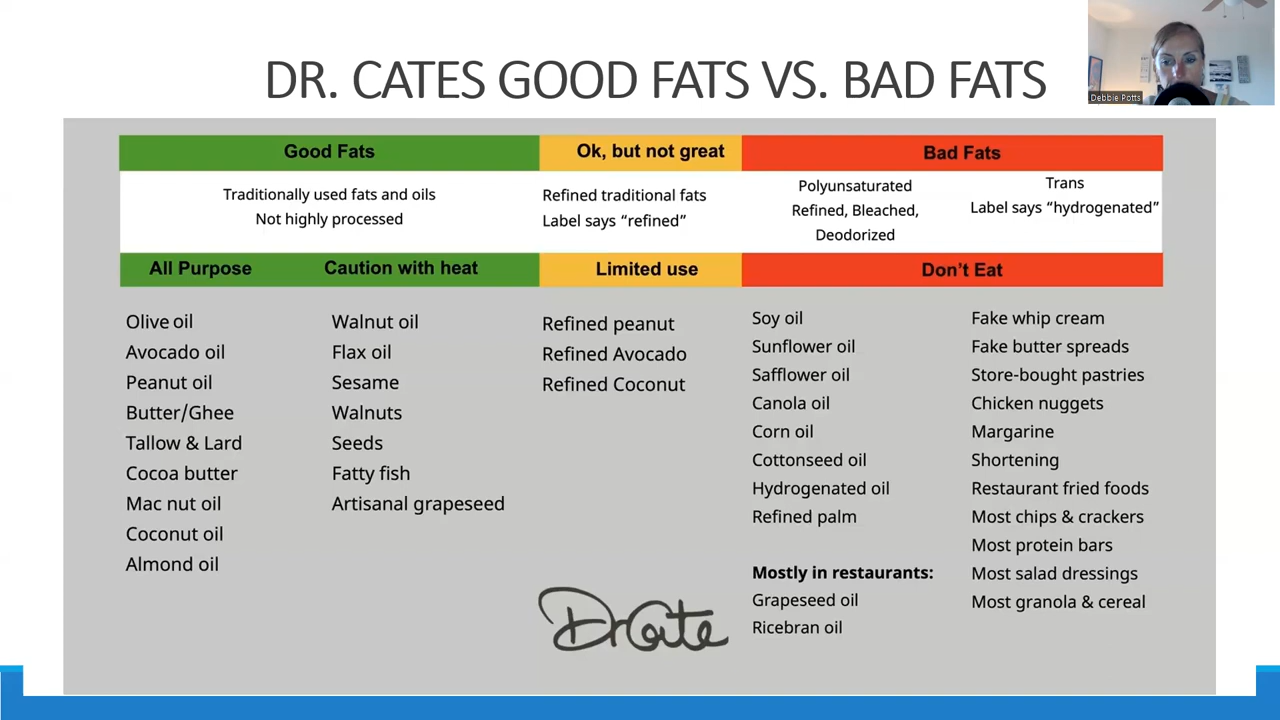 DR. CATES GOOD FATS VS. BAD FATS
Debbie Potts
Good Fats
Ok, but not great
Bad Fats
Traditionally used fats and oils
Not highly processed
Refined traditional fats
Label says “refined”
Polyunsaturated
Refined, Bleached,
Deodorized
Trans
Label says “hydrogenated”
All Purpose
Caution with heat
Limited use
Don’t Eat
Olive oil
Avocado oil
Peanut oil
Butter/Ghee
Tallow & Lard
Cocoa butter
Mac nut oil
Coconut oil
Almond oil
Walnut oil
Flax oil
Sesame
Walnuts
Seeds
Fatty fish
Artisanal grapeseed
Refined peanut
Refined Avocado
Refined Coconut
Soy oil
Sunflower oil
Safflower oil
Canola oil
Corn oil
Cottonseed oil
Hydrogenated oil
Refined palm
Mostly in restaurants:
Grapeseed oil
Ricebran oil
Fake whip cream
Fake butter spreads
Store-bought pastries
Chicken nuggets
Margarine
Shortening
Restaurant fried foods
Most chips & crackers
Most protein bars
Most salad dressings
Most granola & cereal
DrCate